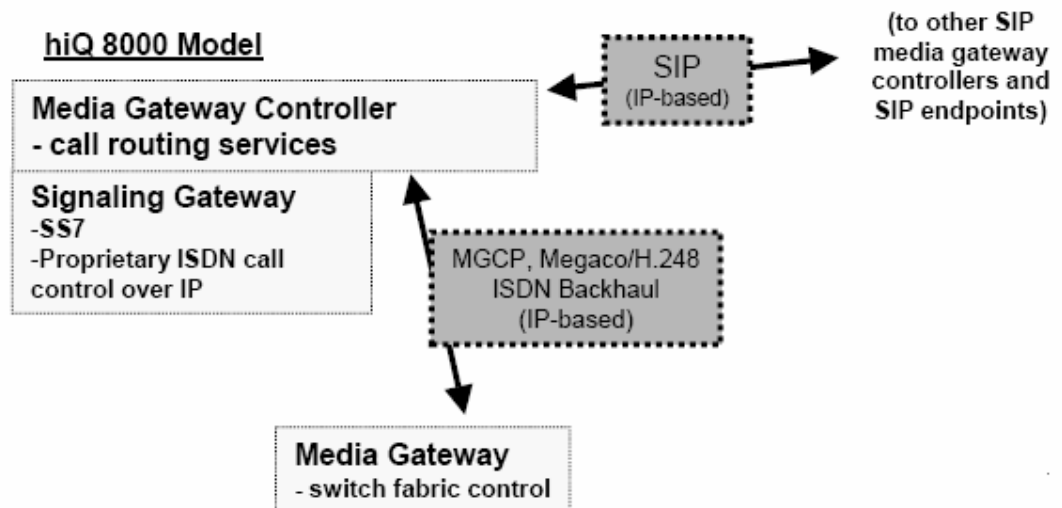 hiQ 8000 Model
Media Gateway Controller
- call routing services
Signaling Gateway
-SS7
-Proprietary ISDN call
control over IP
SIP
(IP-based)
(to other SIP
media gateway
controllers and
SIP endpoints)
MGCP, Megaco/H.248
ISDN Backhaul
(IP-based)
Media Gateway
- switch fabric control